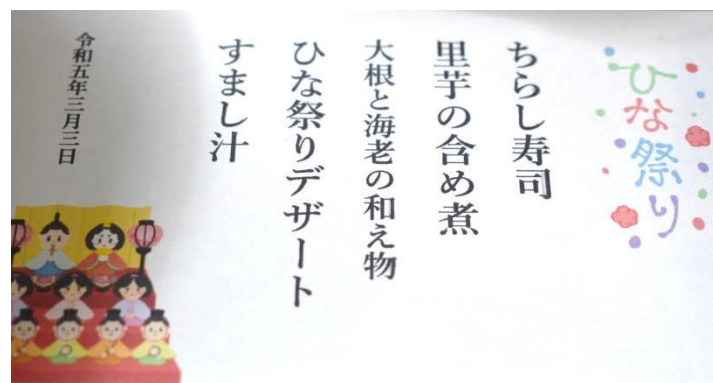 ひな祭り
ちらし寿司
里芋の含め煮
大根と海老の和え物
ひな祭りデザート
すまし汁
令和五年三月三日